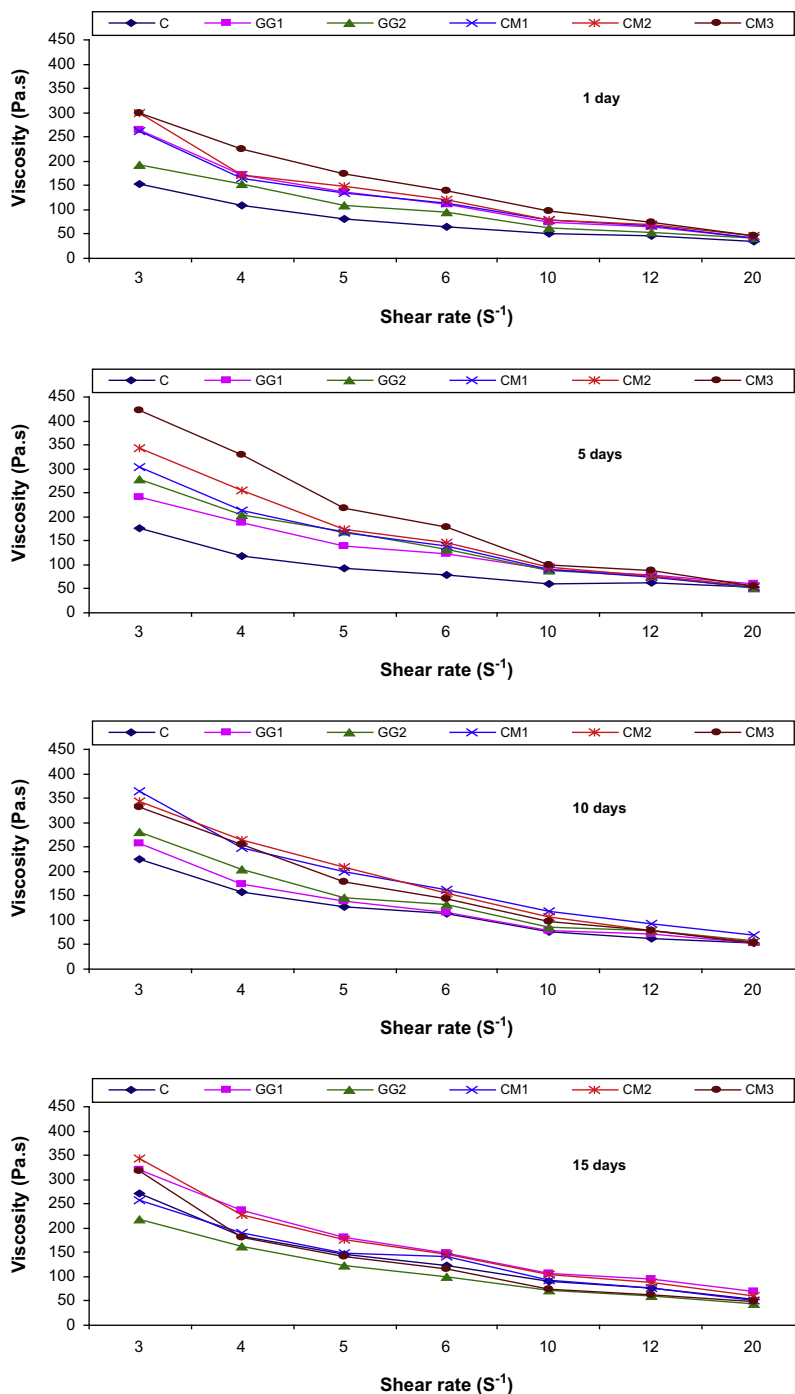 C GG1 GG2 CM1 CM2 CM3
450
400
350
300
250
200
150
100
50
0
Viscosity (Pa.s)
1 day
3 4 5 6 10 12 20
Shear rate (S⁻¹)
C GG1 GG2 CM1 CM2 CM3
450
400
350
300
250
200
150
100
50
0
Viscosity (Pa.s)
5 days
3 4 5 6 10 12 20
Shear rate (S⁻¹)
C GG1 GG2 CM1 CM2 CM3
450
400
350
300
250
200
150
100
50
0
Viscosity (Pa.s)
10 days
3 4 5 6 10 12 20
Shear rate (S⁻¹)
C GG1 GG2 CM1 CM2 CM3
450
400
350
300
250
200
150
100
50
0
Viscosity (Pa.s)
15 days
3 4 5 6 10 12 20
Shear rate (S⁻¹)